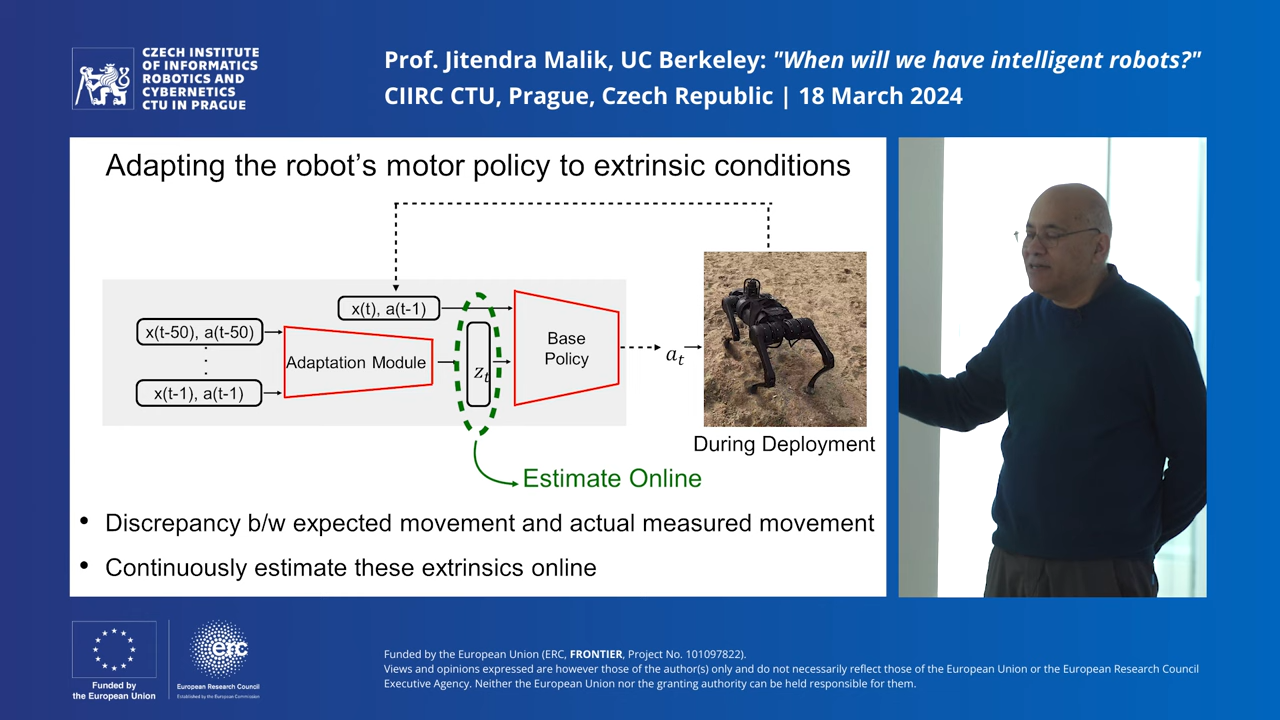 CZECH INSTITUTE
OF INFORMATICS
ROBOTICS AND
CYBERNETICS
CTU IN PRAGUE
Prof. Jitendra Malik, UC Berkeley: "When will we have intelligent robots?"
CIIRC CTU, Prague, Czech Republic | 18 March 2024
Adapting the robot's motor policy to extrinsic conditions
x(t), a(t-1)
x(t-50), a(t-50)
.
.
.
x(t-1), a(t-1)
Adaptation Module
z_t
Base
Policy
a_t
During Deployment
Estimate Online
• Discrepancy b/w expected movement and actual measured movement
• Continuously estimate these extrinsics online
Funded by
the European Union
erc
European Research Council
Established by the European Commission
Funded by the European Union (ERC, FRONTIER, Project No. 101097822).
Views and opinions expressed are however those of the author(s) only and do not necessarily reflect those of the European Union or the European Research Council
Executive Agency. Neither the European Union nor the granting authority can be held responsible for them.